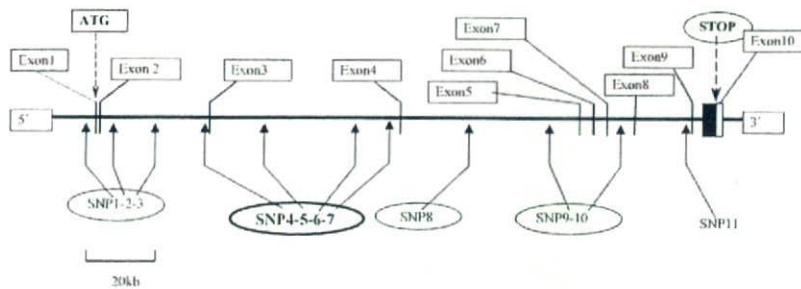 ATG
STOP
Exon7
Exon10
Exon1
Exon 2
Exon3
Exon4
Exon6
Exon9
Exon5
Exon8
5´
3´
SNP1-2-3
SNP4-5-6-7
SNP8
SNP9-10
SNP11
20kb